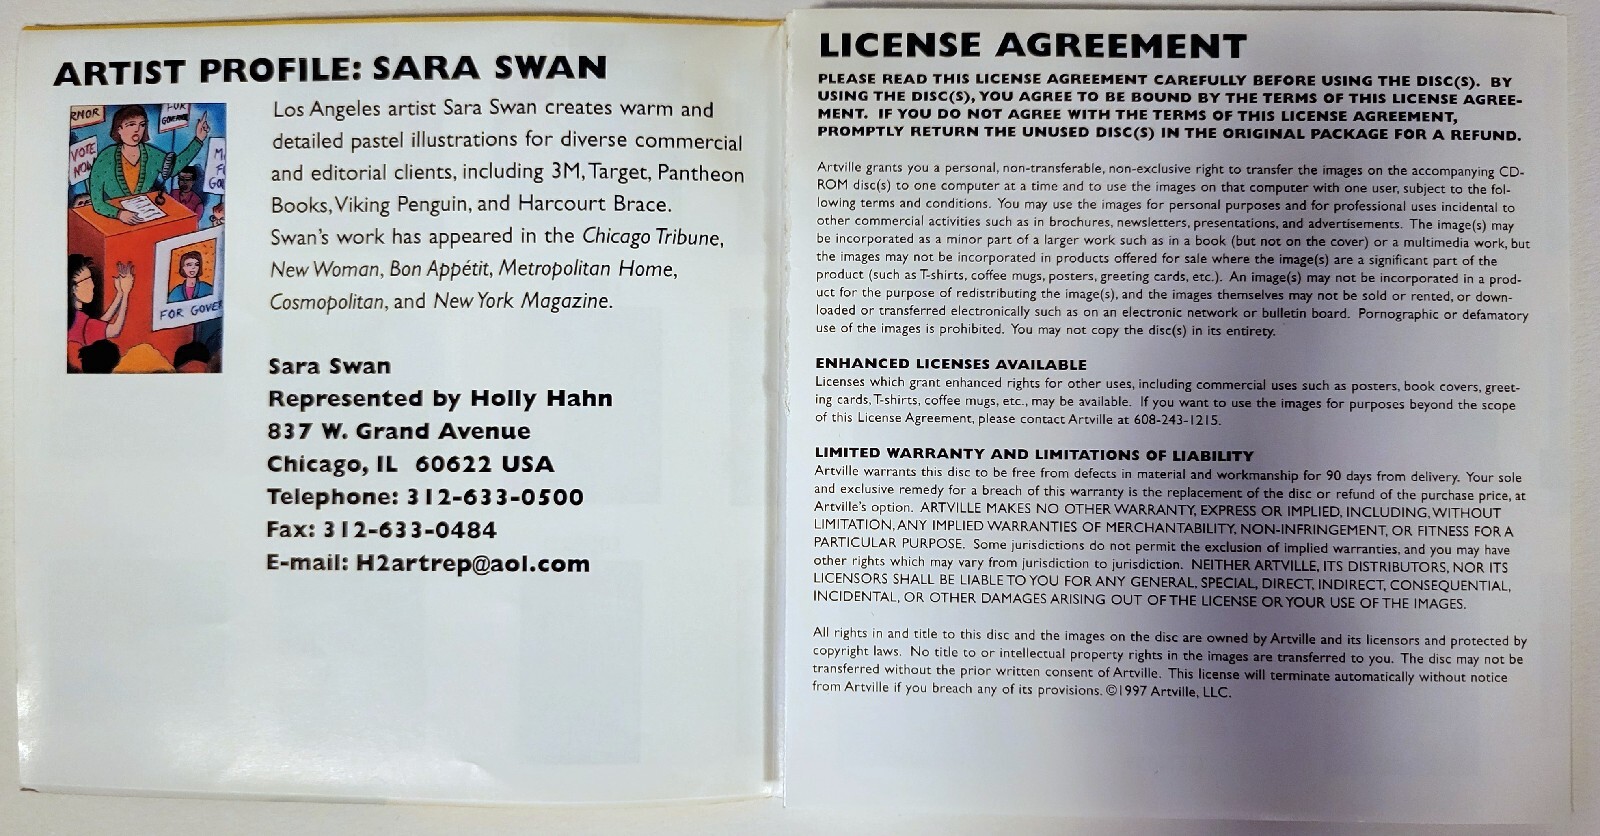 ARTIST PROFILE: SARA SWAN
RNOR
FOR
GOVERNOR
VOTE
NOW
FOR GOVE
Los Angeles artist Sara Swan creates warm and
detailed pastel illustrations for diverse commercial
and editorial clients, including 3M, Target, Pantheon
Books, Viking Penguin, and Harcourt Brace.
Swan's work has appeared in the Chicago Tribune,
New Woman, Bon Appétit, Metropolitan Home,
Cosmopolitan, and New York Magazine.
Sara Swan
Represented by Holly Hahn
837 W. Grand Avenue
Chicago, IL 60622 USA
Telephone: 312-633-0500
Fax: 312-633-0484
E-mail: H2artrep@aol.com
LICENSE AGREEMENT
PLEASE READ THIS LICENSE AGREEMENT CAREFULLY BEFORE USING THE DISC(S). BY
USING THE DISC(S), YOU AGREE TO BE BOUND BY THE TERMS OF THIS LICENSE AGREE-
MENT. IF YOU DO NOT AGREE WITH THE TERMS OF THIS LICENSE AGREEMENT,
PROMPTLY RETURN THE UNUSED DISC(S) IN THE ORIGINAL PACKAGE FOR A REFUND.
Artville grants you a personal, non-transferable, non-exclusive right to transfer the images on the accompanying CD-
ROM disc(s) to one computer at a time and to use the images on that computer with one user, subject to the fol-
lowing terms and conditions. You may use the images for personal purposes and for professional uses incidental to
other commercial activities such as in brochures, newsletters, presentations, and advertisements. The image(s) may
be incorporated as a minor part of a larger work such as in a book (but not on the cover) or a multimedia work, but
the images may not be incorporated in products offered for sale where the image(s) are a significant part of the
product (such as T-shirts, coffee mugs, posters, greeting cards, etc.). An image(s) may not be incorporated in a prod-
uct for the purpose of redistributing the image(s), and the images themselves may not be sold or rented, or down-
loaded or transferred electronically such as on an electronic network or bulletin board. Pornographic or defamatory
use of the images is prohibited. You may not copy the disc(s) in its entirety.
ENHANCED LICENSES AVAILABLE
Licenses which grant enhanced rights for other uses, including commercial uses such as posters, book covers, greet-
ing cards, T-shirts, coffee mugs, etc., may be available. If you want to use the images for purposes beyond the scope
of this License Agreement, please contact Artville at 608-243-1215.
LIMITED WARRANTY AND LIMITATIONS OF LIABILITY
Artville warrants this disc to be free from defects in material and workmanship for 90 days from delivery. Your sole
and exclusive remedy for a breach of this warranty is the replacement of the disc or refund of the purchase price, at
Artville's option. ARTVILLE MAKES NO OTHER WARRANTY, EXPRESS OR IMPLIED, INCLUDING, WITHOUT
LIMITATION, ANY IMPLIED WARRANTIES OF MERCHANTABILITY, NON-INFRINGEMENT, OR FITNESS FOR A
PARTICULAR PURPOSE. Some jurisdictions do not permit the exclusion of implied warranties, and you may have
other rights which may vary from jurisdiction to jurisdiction. NEITHER ARTVILLE, ITS DISTRIBUTORS, NOR ITS
LICENSORS SHALL BE LIABLE TO YOU FOR ANY GENERAL, SPECIAL, DIRECT, INDIRECT, CONSEQUENTIAL,
INCIDENTAL, OR OTHER DAMAGES ARISING OUT OF THE LICENSE OR YOUR USE OF THE IMAGES.
All rights in and title to this disc and the images on the disc are owned by Artville and its licensors and protected by
copyright laws. No title to or intellectual property rights in the images are transferred to you. The disc may not be
transferred without the prior written consent of Artville. This license will terminate automatically without notice
from Artville if you breach any of its provisions. ©1997 Artville, LLC.